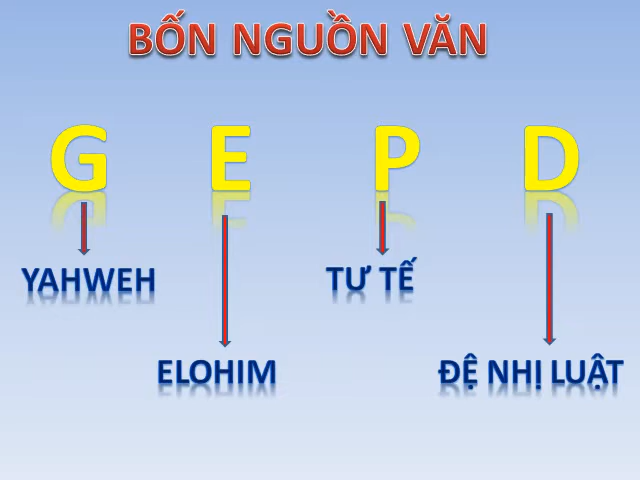 BỐN NGUỒN VĂN
G E P D
YAHWEH
TƯ TẾ
ELOHIM
ĐỆ NHỊ LUẬT